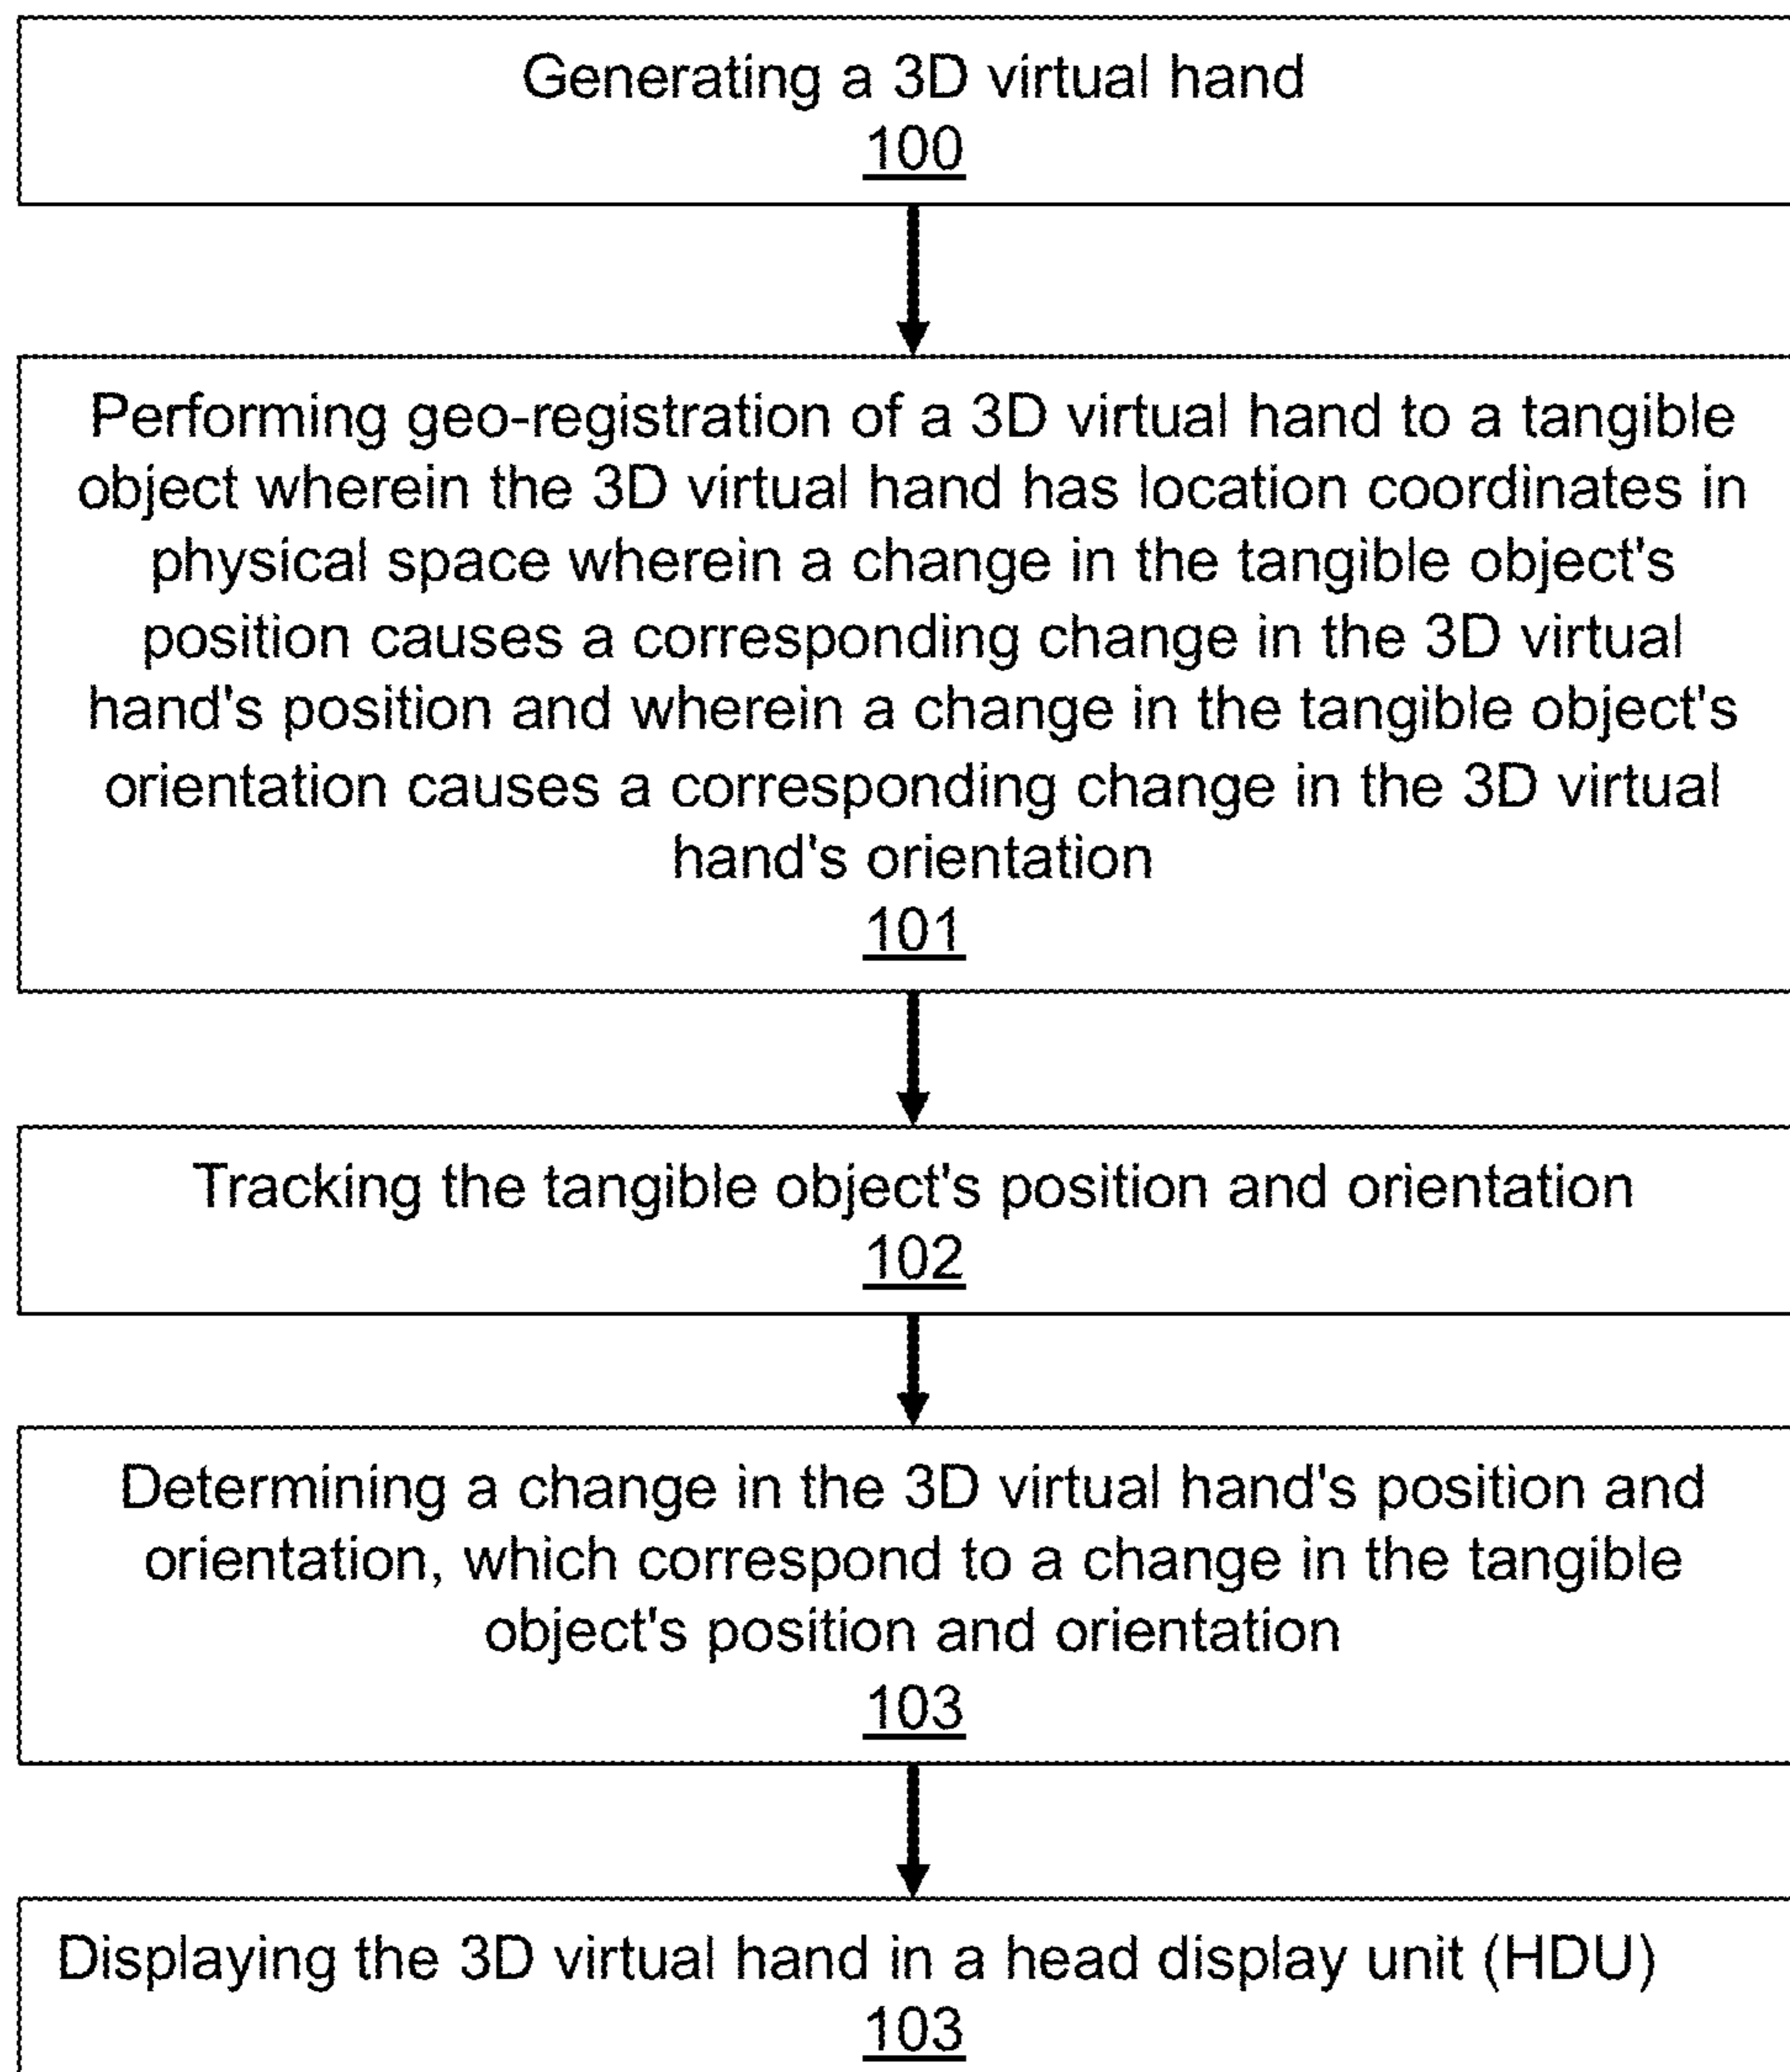 Generating a 3D virtual hand
100
Performing geo-registration of a 3D virtual hand to a tangible
object wherein the 3D virtual hand has location coordinates in
physical space wherein a change in the tangible object's
position causes a corresponding change in the 3D virtual
hand's position and wherein a change in the tangible object's
orientation causes a corresponding change in the 3D virtual
hand's orientation
101
Tracking the tangible object's position and orientation
102
Determining a change in the 3D virtual hand's position and
orientation, which correspond to a change in the tangible
object's position and orientation
103
Displaying the 3D virtual hand in a head display unit (HDU)
103